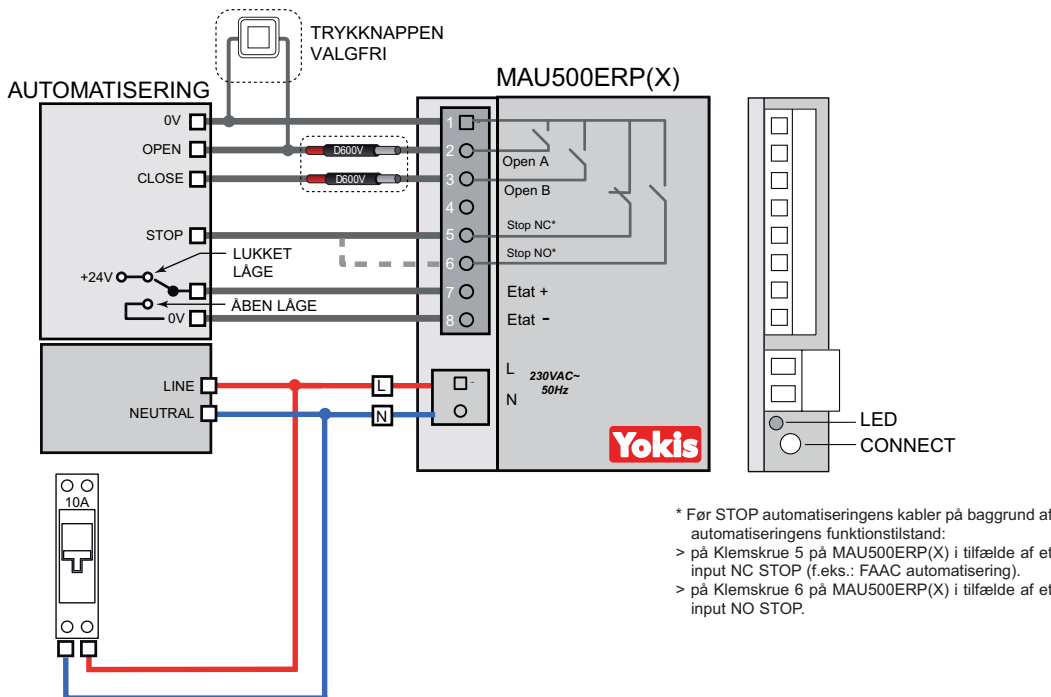 TRYKKNAPPEN
VALGFRI
AUTOMATISERING
MAU500ERP(X)
0V
OPEN
CLOSE
STOP
+24V
LUKKET
LÅGE
ÅBEN LÅGE
0V
D600V
D600V
1
2
3
4
5
6
7
8
Open A
Open B
Stop NC*
Stop NO*
Etat +
Etat -
LINE
NEUTRAL
L
N
L
N
230VAC~
50Hz
Yokis
LED
CONNECT
10A
* Før STOP automatiseringens kabler på baggrund af
automatiseringens funktionstilstand:
> på Klemskrue 5 på MAU500ERP(X) i tilfælde af et
input NC STOP (f.eks.: FAAC automatisering).
> på Klemskrue 6 på MAU500ERP(X) i tilfælde af et
input NO STOP.